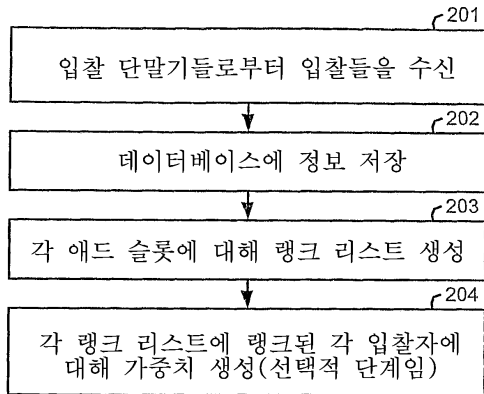 201
입찰 단말기들로부터 입찰들을 수신
202
데이터베이스에 정보 저장
203
각 애드 슬롯에 대해 랭크 리스트 생성
204
각 랭크 리스트에 랭크된 각 입찰자에
대해 가중치 생성(선택적 단계임)